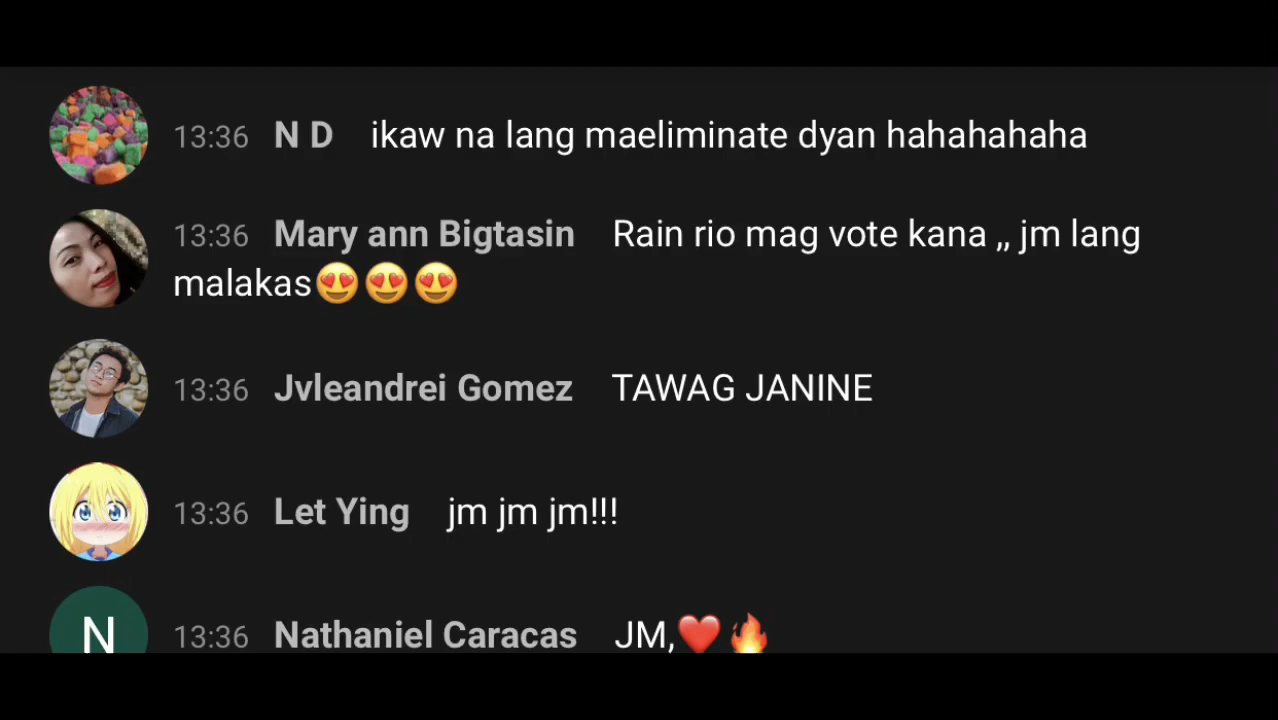 13:36 N D ikaw na lang maeliminate dyan hahahahaha
13:36 Mary ann Bigtasin Rain rio mag vote kana ,, jm lang
malakas😍😍😍
13:36 Jvleandrei Gomez TAWAG JANINE
13:36 Let Ying jm jm jm!!!
N 13:36 Nathaniel Caracas JM,❤️🔥